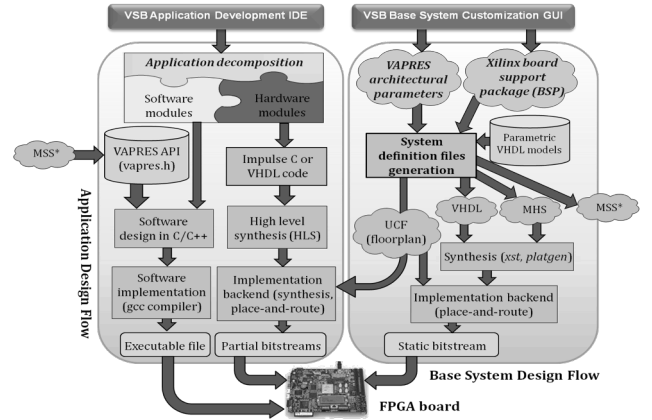 VSB Application Development IDE
VSB Base System Customization GUI
Application decomposition
Software
modules
Hardware
modules
MSS*
VAPRES API
(vapres.h)
Impulse C or
VHDL code
Software
design in C/C++
High level
synthesis (HLS)
Software
implementation
(gcc compiler)
Implementation
backend (synthesis,
place-and-route)
Executable file
Partial bitstreams
Application Design Flow
VAPRES
architectural
parameters
Xilinx board
support
package (BSP)
System
definition files
generation
Parametric
VHDL models
UCF
(floorplan)
VHDL
MHS
MSS*
Synthesis (xst, platgen)
Implementation backend
(place-and-route)
Static bitstream
Base System Design Flow
FPGA board